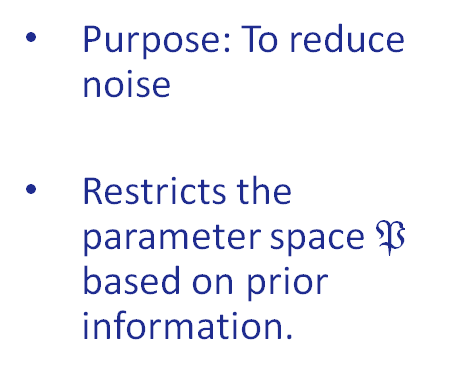 • Purpose: To reduce
noise
• Restricts the
parameter space 𝔓
based on prior
information.